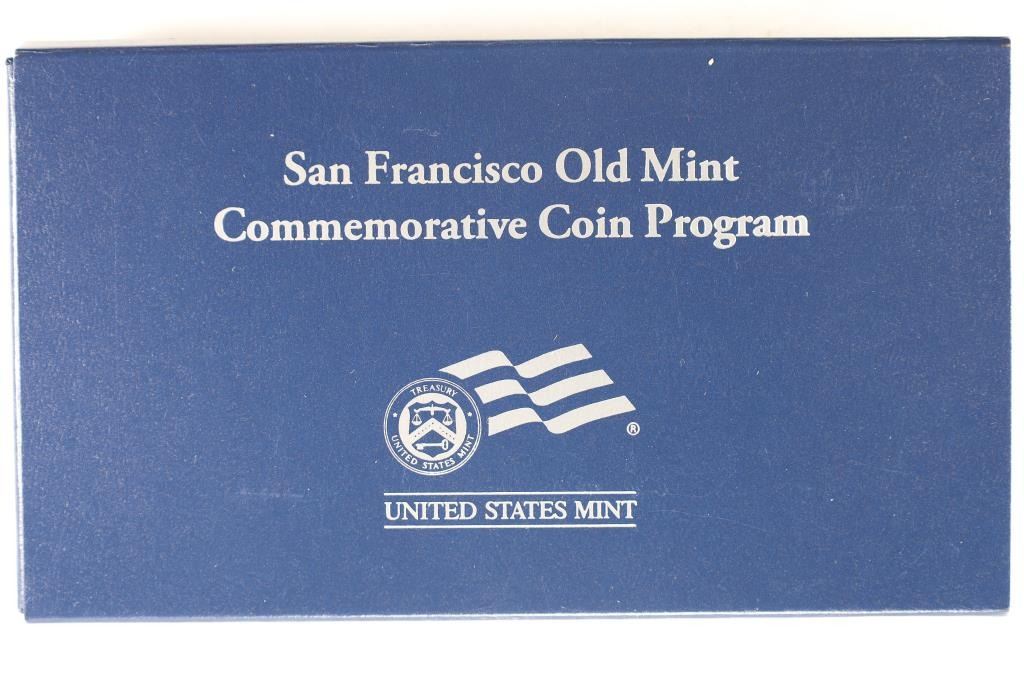 San Francisco Old Mint
Commemorative Coin Program
TREASURY
UNITED STATES MINT
®
UNITED STATES MINT